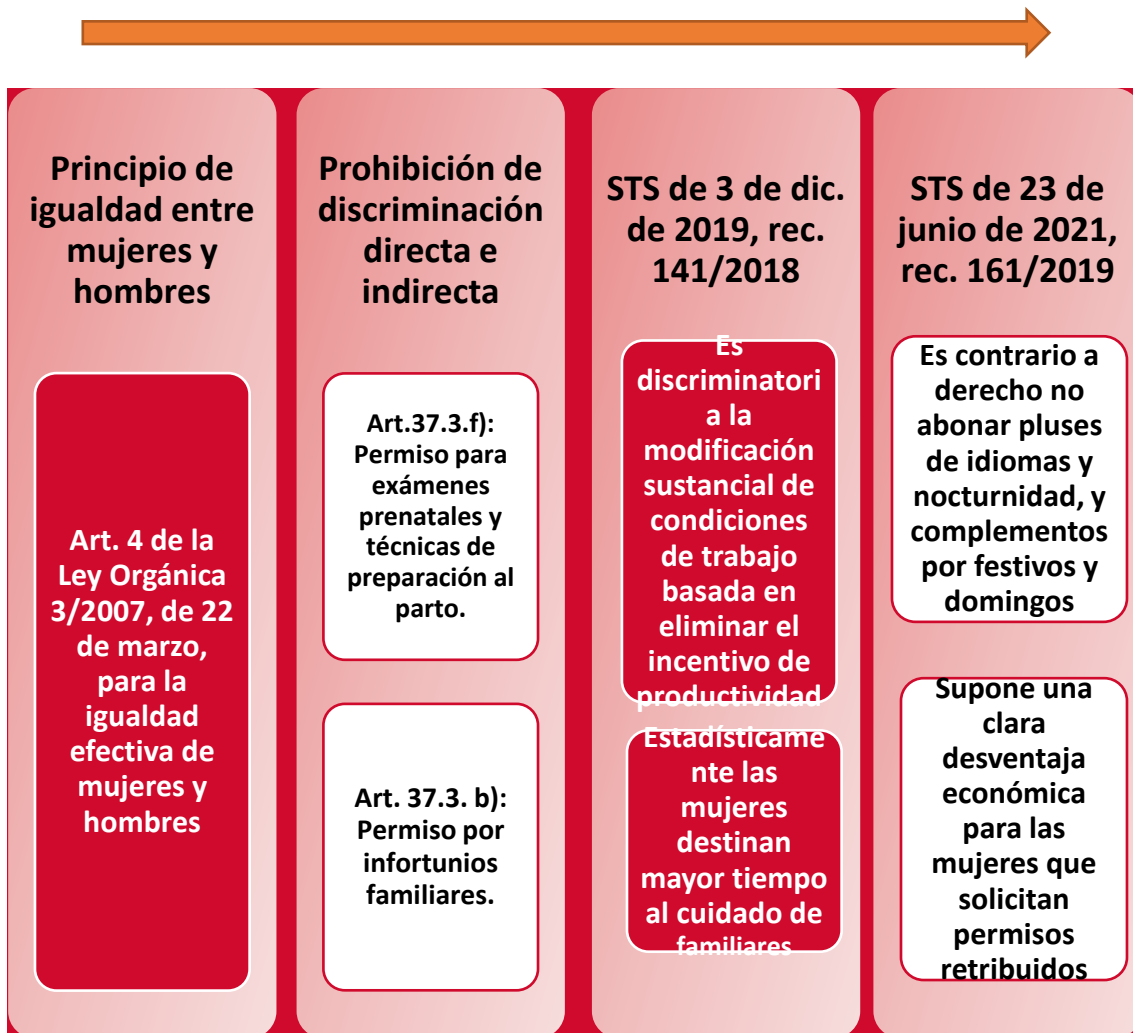 Principio de
igualdad entre
mujeres y
hombres
Art. 4 de la
Ley Orgánica
3/2007, de 22
de marzo,
para la
igualdad
efectiva de
mujeres y
hombres
Prohibición de
discriminación
directa e
indirecta
Art.37.3.f):
Permiso para
exámenes
prenatales y
técnicas de
preparación al
parto.
Art. 37.3. b):
Permiso por
infortunios
familiares.
STS de 3 de dic.
de 2019, rec.
141/2018
Es
discriminatori
a la
modificación
sustancial de
condiciones
de trabajo
basada en
eliminar el
incentivo de
productividad
Estadísticame
nte las
mujeres
destinan
mayor tiempo
al cuidado de
familiares
STS de 23 de
junio de 2021,
rec. 161/2019
Es contrario a
derecho no
abonar pluses
de idiomas y
nocturnidad, y
complementos
por festivos y
domingos
Supone una
clara
desventaja
económica
para las
mujeres que
solicitan
permisos
retribuidos